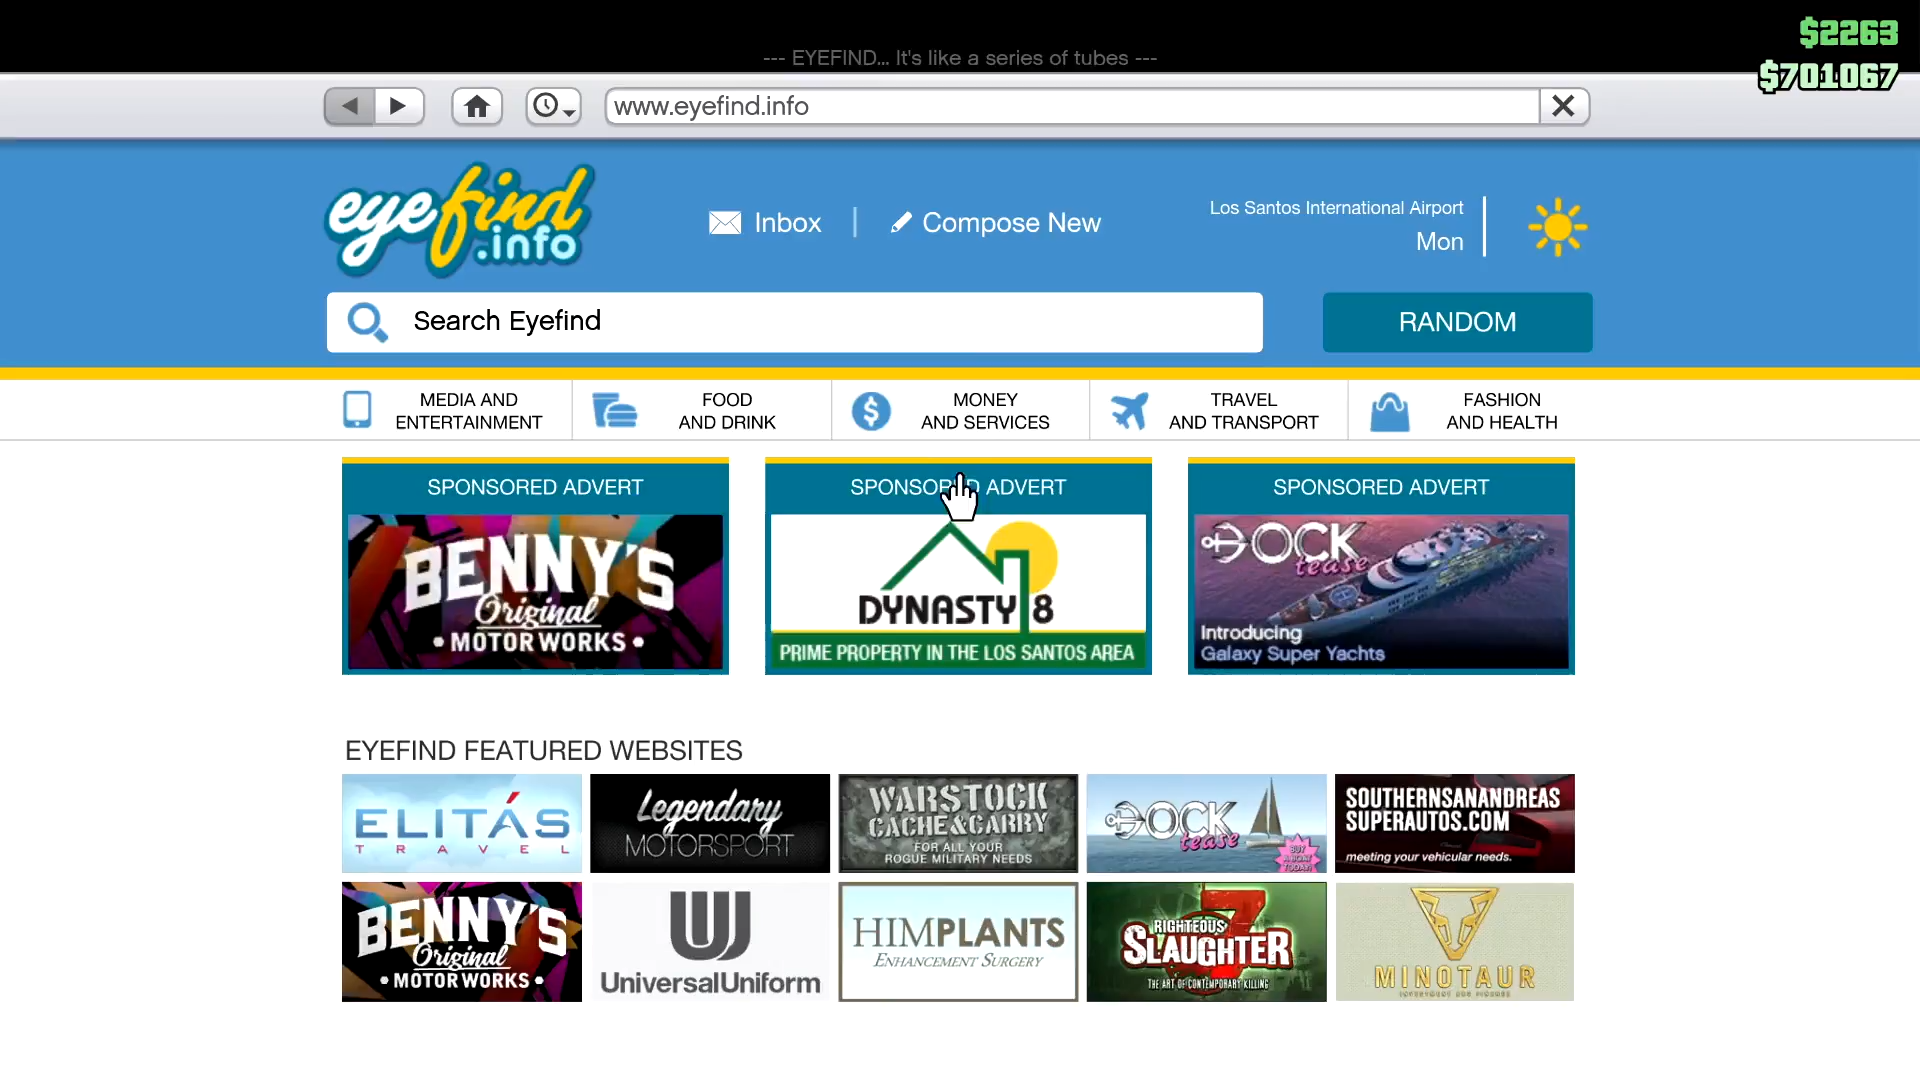 $2263
--- EYEFIND... It's like a series of tubes ---
$701067
www.eyefind.info
eyefind
.info
Inbox
Compose New
Los Santos International Airport
Mon
Search Eyefind
RANDOM
MEDIA AND
ENTERTAINMENT
FOOD
AND DRINK
MONEY
AND SERVICES
TRAVEL
AND TRANSPORT
FASHION
AND HEALTH
SPONSORED ADVERT
BENNY'S
Original
MOTOR WORKS
SPONSORED ADVERT
DYNASTY 8
PRIME PROPERTY IN THE LOS SANTOS AREA
SPONSORED ADVERT
DOCK
tease
Introducing
Galaxy Super Yachts
EYEFIND FEATURED WEBSITES
ELITÁS
TRAVEL
Legendary
MOTORSPORT
WARSTOCK
CACHE&CARRY
FOR ALL YOUR
ROGUE MILITARY NEEDS
DOCK
tease
BUY
A BOAT
TODAY!
SOUTHERNSANANDREAS
SUPERAUTOS.COM
meeting your vehicular needs.
BENNY'S
Original
MOTOR WORKS
UniversalUniform
HIMPLANTS
ENHANCEMENT SURGERY
RIGHTEOUS
SLAUGHTER
7
THE ART OF CONTEMPORARY KILLING
MINOTAUR